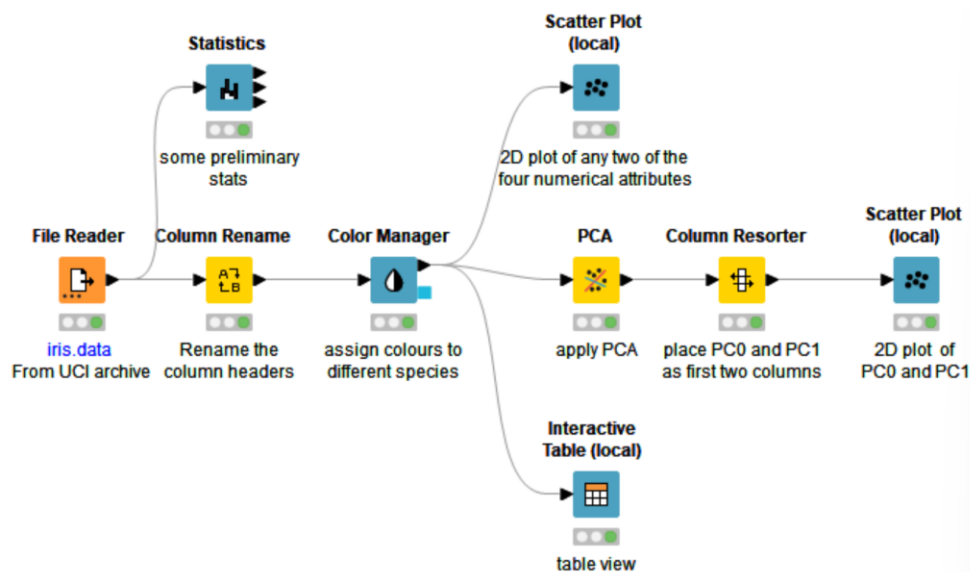 Scatter Plot
(local)
Statistics
some preliminary
stats
2D plot of any two of the
four numerical attributes
File Reader
Column Rename
Color Manager
PCA
Column Resorter
Scatter Plot
(local)
A
B
iris.data
From UCI archive
Rename the
column headers
assign colours to
different species
apply PCA
place PC0 and PC1
as first two columns
2D plot of
PC0 and PC1
Interactive
Table (local)
table view